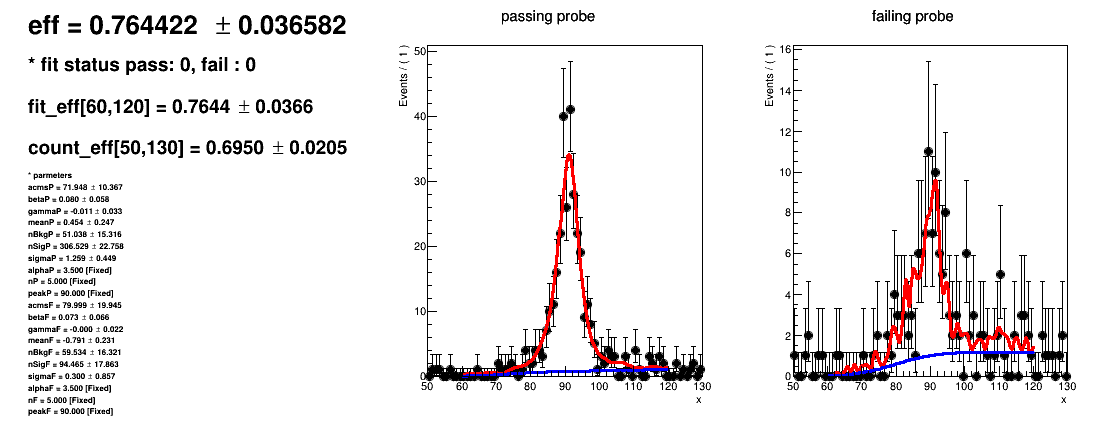 eff = 0.764422 ± 0.036582
* fit status pass: 0, fail : 0
fit_eff[60,120] = 0.7644 ± 0.0366
count_eff[50,130] = 0.6950 ± 0.0205
* parmeters
acmsP = 71.948 ± 10.367
betaP = 0.080 ± 0.058
gammaP = -0.011 ± 0.033
meanP = 0.454 ± 0.247
nBkgP = 51.038 ± 15.316
nSigP = 306.529 ± 22.758
sigmaP = 1.259 ± 0.449
alphaP = 3.500 [Fixed]
nP = 5.000 [Fixed]
peakP = 90.000 [Fixed]
acmsF = 79.999 ± 19.945
betaF = 0.073 ± 0.066
gammaF = -0.000 ± 0.022
meanF = -0.791 ± 0.231
nBkgF = 59.534 ± 16.321
nSigF = 94.465 ± 17.863
sigmaF = 0.300 ± 0.857
alphaF = 3.500 [Fixed]
nF = 5.000 [Fixed]
peakF = 90.000 [Fixed]
passing probe
Events / ( 1 )
50
40
30
20
10
0
50 60 70 80 90 100 110 120 130
x
failing probe
Events / ( 1 )
16
14
12
10
8
6
4
2
0
50 60 70 80 90 100 110 120 130
x